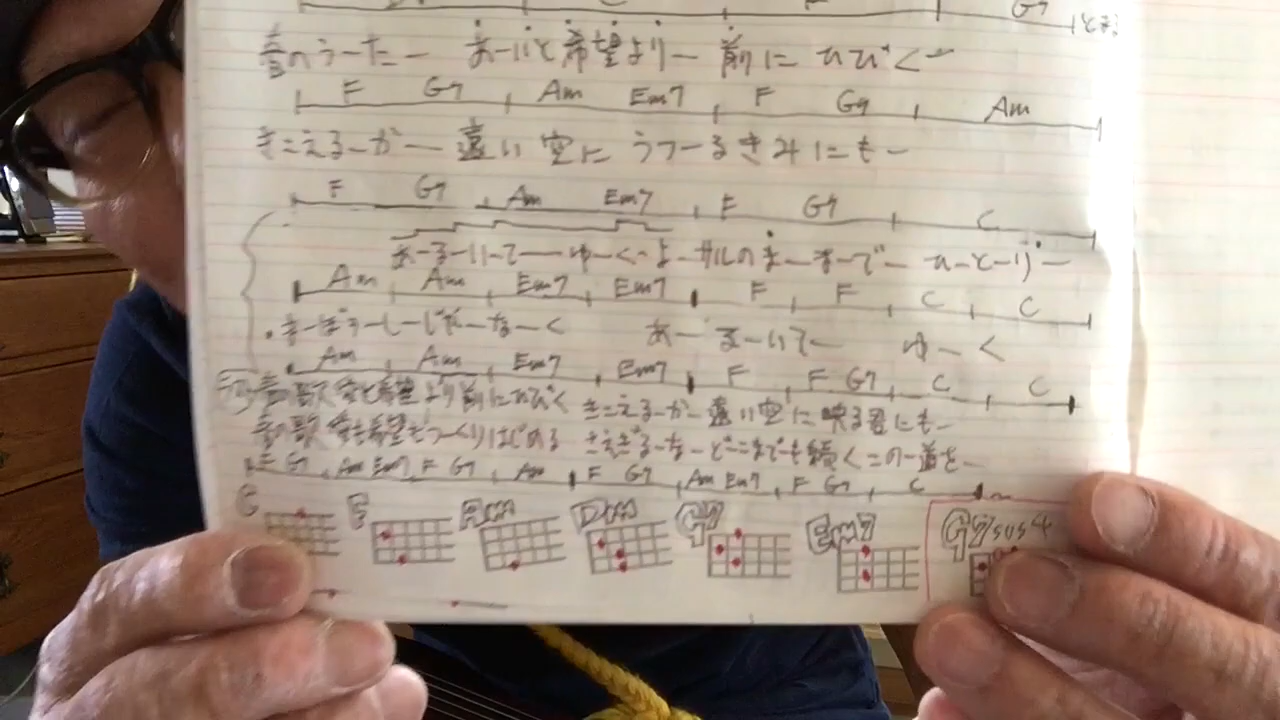 F G7
音のうーたー あーいと希望よりー 前に ひびくー
F G7 Am Em7 F G7 Am
きこえるーかー 遠い 空に うつーるきみにもー
F G7 Am Em7 F G7 C
あーるーいてーゆーくーよー サルのまーまーでー ひーとーりー
Am Am Em7 Em7 F F C C
まーぼろーしーじゃーなーく あーるーいてー ゆーく
Am Am Em7 Em7 F F G7 C C
音の歌 愛と希望より前にひびく きこえるーかー遠い空に映る君にもー
音の歌 愛も希望もつくりはじめる さえぎるーなーどこまでも続くこの道をー
F G7 Am Em7 F G7 Am F G7 Am Em7 F G7 C
C F Am Dm G7 Em7 G7sus4